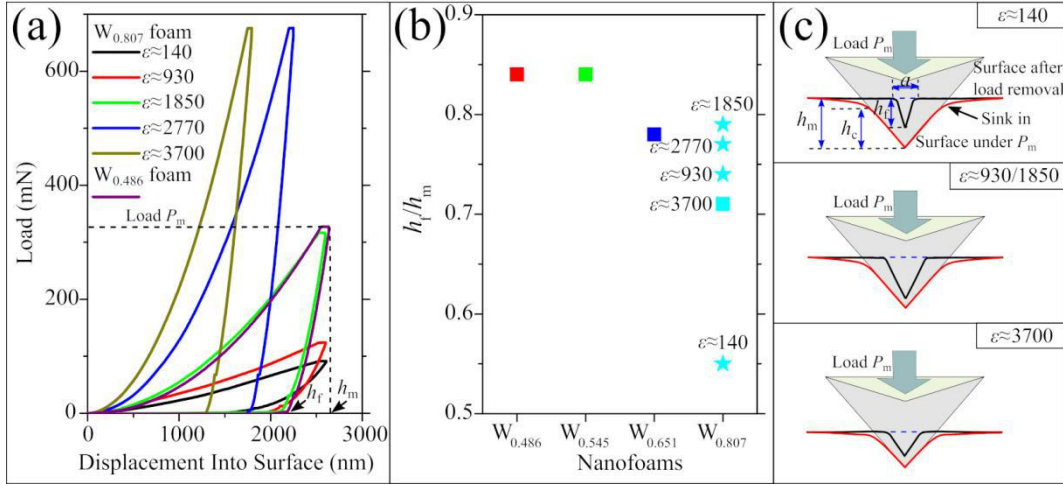 (a)
W0.807 foam
ε≈140
ε≈930
ε≈1850
ε≈2770
ε≈3700
W0.486 foam
Load Pm
hf
hm
600
400
200
0
0
1000
2000
3000
Load (mN)
Displacement Into Surface (nm)
(b)
0.9
0.8
0.7
0.6
0.5
hf/hm
ε≈1850
ε≈2770
ε≈930
ε≈3700
ε≈140
W0.486
W0.545
W0.651
W0.807
Nanofoams
(c)
ε≈140
Load Pm
a
Surface after
load removal
hm
hf
hc
Sink in
Surface under Pm
ε≈930/1850
Load Pm
ε≈3700
Load Pm